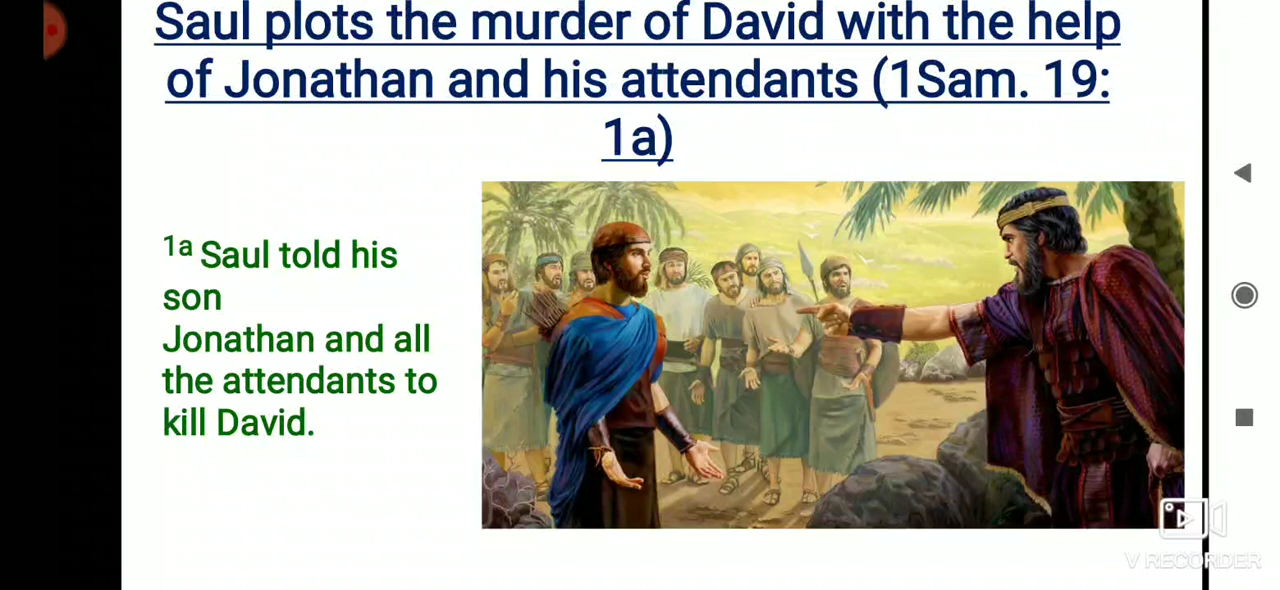 Saul plots the murder of David with the help
of Jonathan and his attendants (1Sam. 19:
1a)
1a Saul told his
son
Jonathan and all
the attendants to
kill David.
V RECORDER